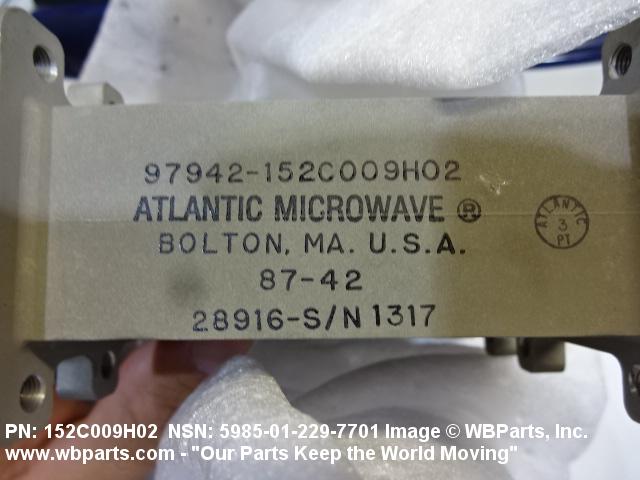 97942-152C009H02
ATLANTIC MICROWAVE ®
BOLTON, MA. U.S.A.
87-42
28916-S/N 1317
ATLANTIC
3
PT
PN: 152C009H02 NSN: 5985-01-229-7701 Image © WBParts, Inc.
www.wbparts.com - "Our Parts Keep the World Moving"